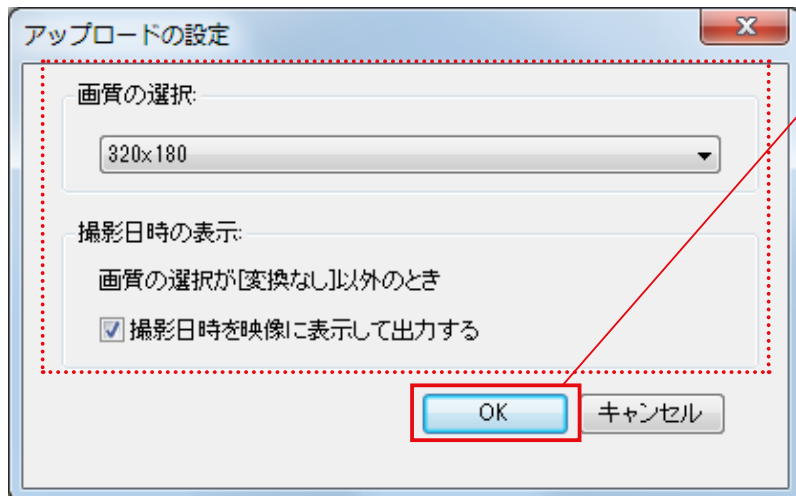 アップロードの設定
画質の選択:
320x180
撮影日時の表示:
画質の選択が[変換なし]以外のとき
撮影日時を映像に表示して出力する
OK
キャンセル